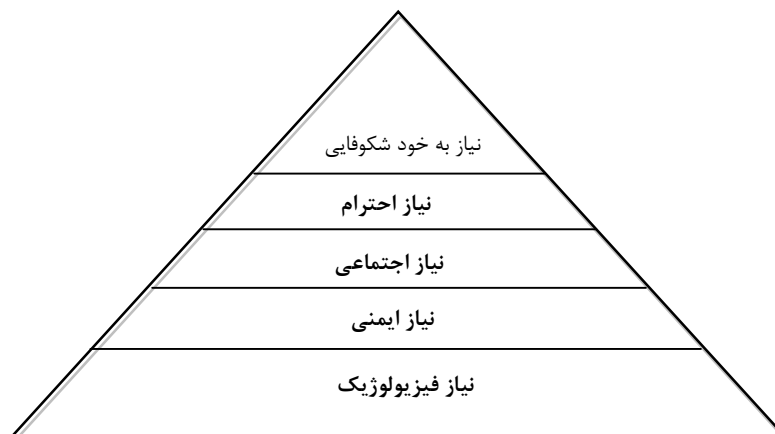 نیاز به خود شکوفایی
نیاز احترام
نیاز اجتماعی
نیاز ایمنی
نیاز فیزیولوژیک